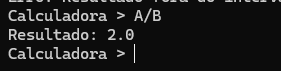 Calculadora > A/B
Resultado: 2.0
Calculadora >